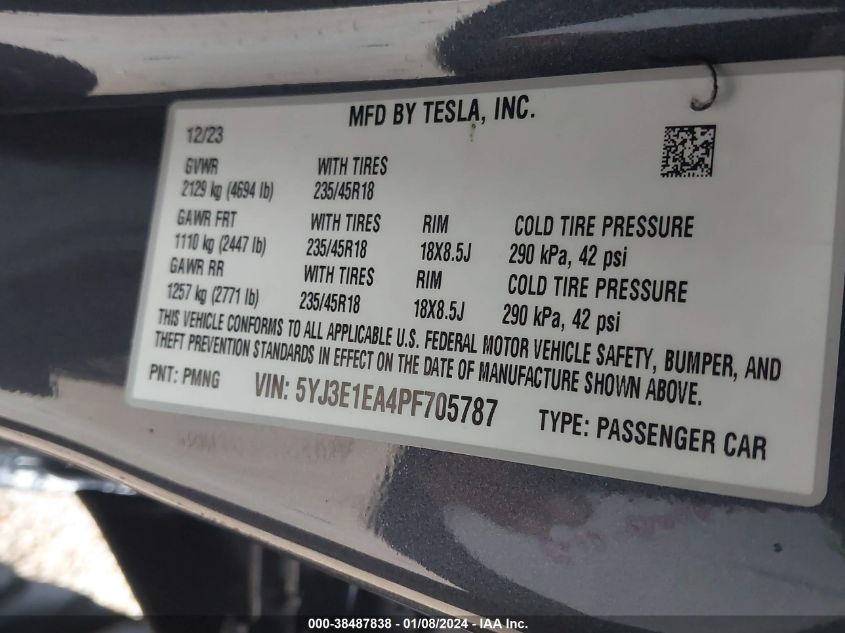 MFD BY TESLA, INC.
12/23
GVWR WITH TIRES
2129 kg (4694 lb) 235/45R18
GAWR FRT WITH TIRES RIM COLD TIRE PRESSURE
1110 kg (2447 lb) 235/45R18 18X8.5J 290 kPa, 42 psi
GAWR RR WITH TIRES RIM COLD TIRE PRESSURE
1257 kg (2771 lb) 235/45R18 18X8.5J 290 kPa, 42 psi
THIS VEHICLE CONFORMS TO ALL APPLICABLE U.S. FEDERAL MOTOR VEHICLE SAFETY, BUMPER, AND
THEFT PREVENTION STANDARDS IN EFFECT ON THE DATE OF MANUFACTURE SHOWN ABOVE.
PNT: PMNG VIN: 5YJ3E1EA4PF705787 TYPE: PASSENGER CAR
000-38487838 - 01/08/2024 - IAA Inc.